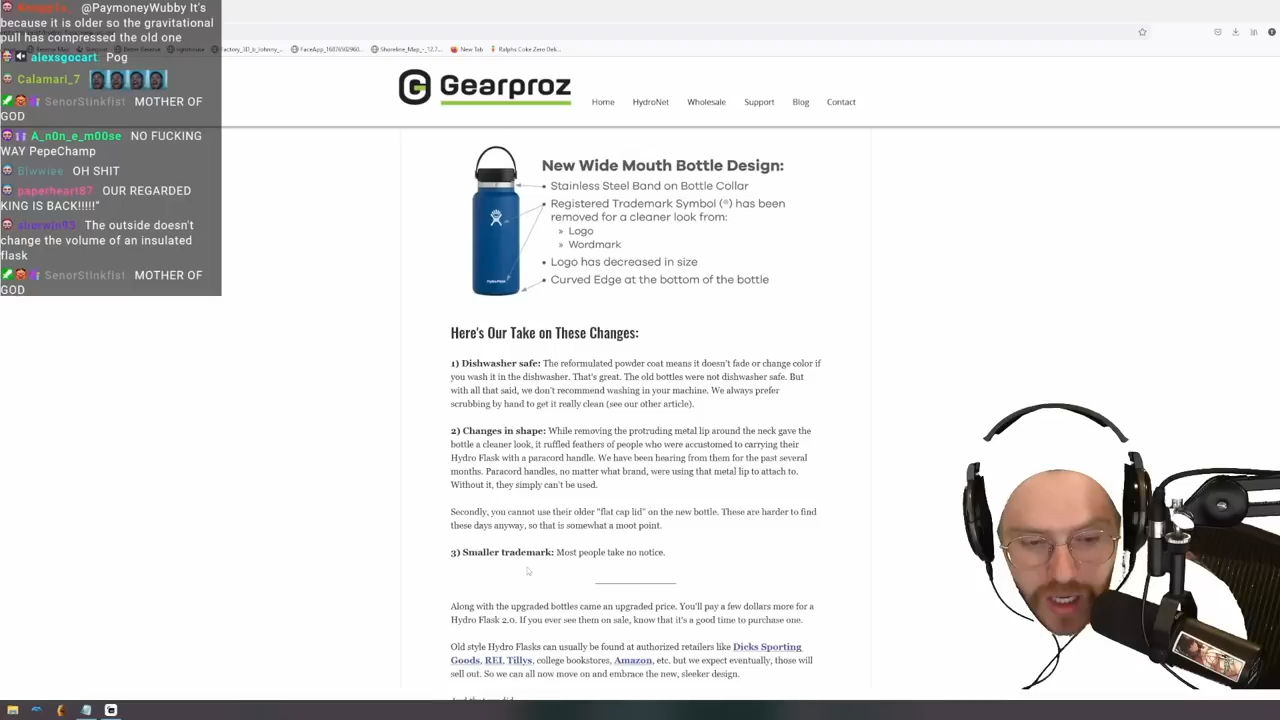 Knopple_ @PaymoneyWubby It's
because it is older so the gravitational
pull has compressed the old one
alexsgocart: Pog
Calamari_7
SenorStinkfist MOTHER OF
GOD
A_n0n_e_m00se NO FUCKING
WAY PepeChamp
OH SHIT
paperheart87 OUR REGARDED
KING IS BACK!!!!!"
sherwin93 The outside doesn't
change the volume of an insulated
flask
SenorStinkfist MOTHER OF
GOD
Factory_3D_b_Johnny_...
FaceApp_16876502960...
Shoreline_Map_-_12.7...
New Tab
Ralphs Coke Zero Deli...
Gearproz
Home
HydroNet
Wholesale
Support
Blog
Contact
New Wide Mouth Bottle Design:
• Stainless Steel Band on Bottle Collar
• Registered Trademark Symbol (®) has been
removed for a cleaner look from:
» Logo
» Wordmark
• Logo has decreased in size
• Curved Edge at the bottom of the bottle
Hydro Flask
Here's Our Take on These Changes:
1) Dishwasher safe: The reformulated powder coat means it doesn't fade or change color if
you wash it in the dishwasher. That's great. The old bottles were not dishwasher safe. But
with all that said, we don't recommend washing in your machine. We always prefer
scrubbing by hand to get it really clean (see our other article).
2) Changes in shape: While removing the protruding metal lip around the neck gave the
bottle a cleaner look, it ruffled feathers of people who were accustomed to carrying their
Hydro Flask with a paracord handle. We have been hearing from them for the past several
months. Paracord handles, no matter what brand, were using that metal lip to attach to.
Without it, they simply can't be used.
Secondly, you cannot use their older "flat cap lid" on the new bottle. These are harder to find
these days anyway, so that is somewhat a moot point.
3) Smaller trademark: Most people take no notice.
Along with the upgraded bottles came an upgraded price. You'll pay a few dollars more for a
Hydro Flask 2.0. If you ever see them on sale, know that it's a good time to purchase one.
Old style Hydro Flasks can usually be found at authorized retailers like Dicks Sporting
Goods, REI, Tillys, college bookstores, Amazon, etc. but we expect eventually, those will
sell out. So we can all now move on and embrace the new, sleeker design.